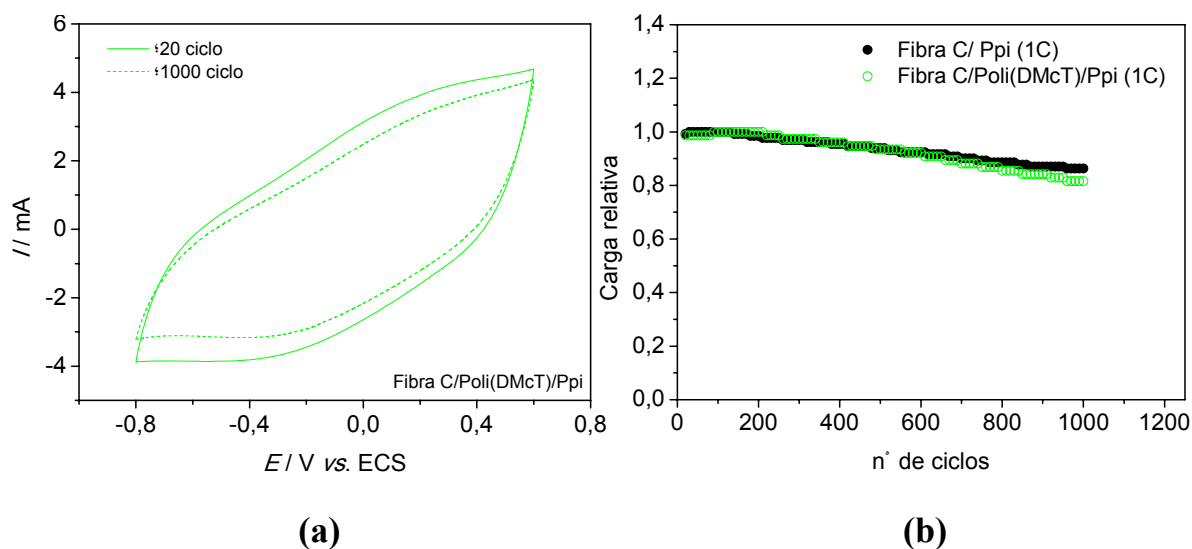 6
4
2
0
-2
-4
-0,8
-0,4
0,0
0,4
0,8
I / mA
E / V vs. ECS
20 ciclo
1000 ciclo
Fibra C/Poli(DMcT)/Ppi
(a)
1,4
1,2
1,0
0,8
0,6
0,4
0,2
0,0
0
200
400
600
800
1000
1200
Carga relativa
n° de ciclos
Fibra C/ Ppi (1C)
Fibra C/Poli(DMcT)/Ppi (1C)
(b)